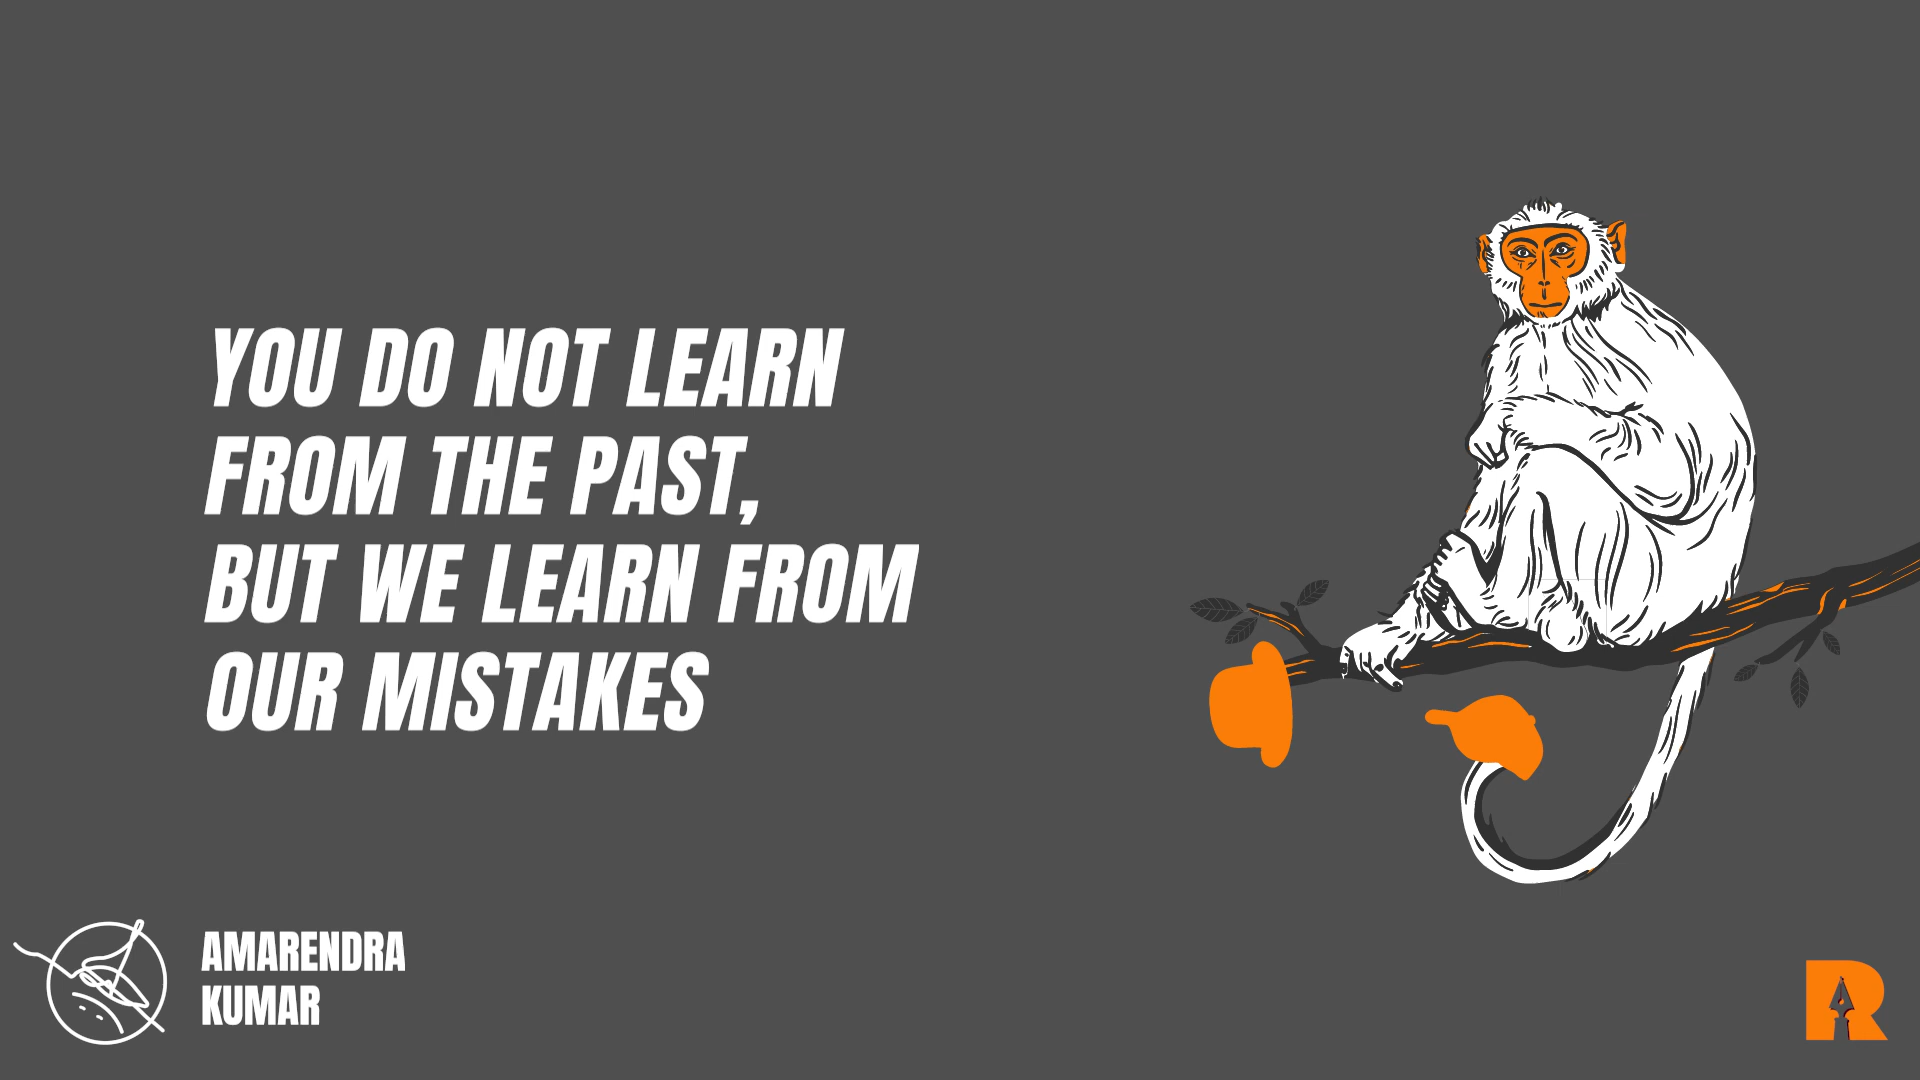 YOU DO NOT LEARN
FROM THE PAST,
BUT WE LEARN FROM
OUR MISTAKES
AMARENDRA
KUMAR
R